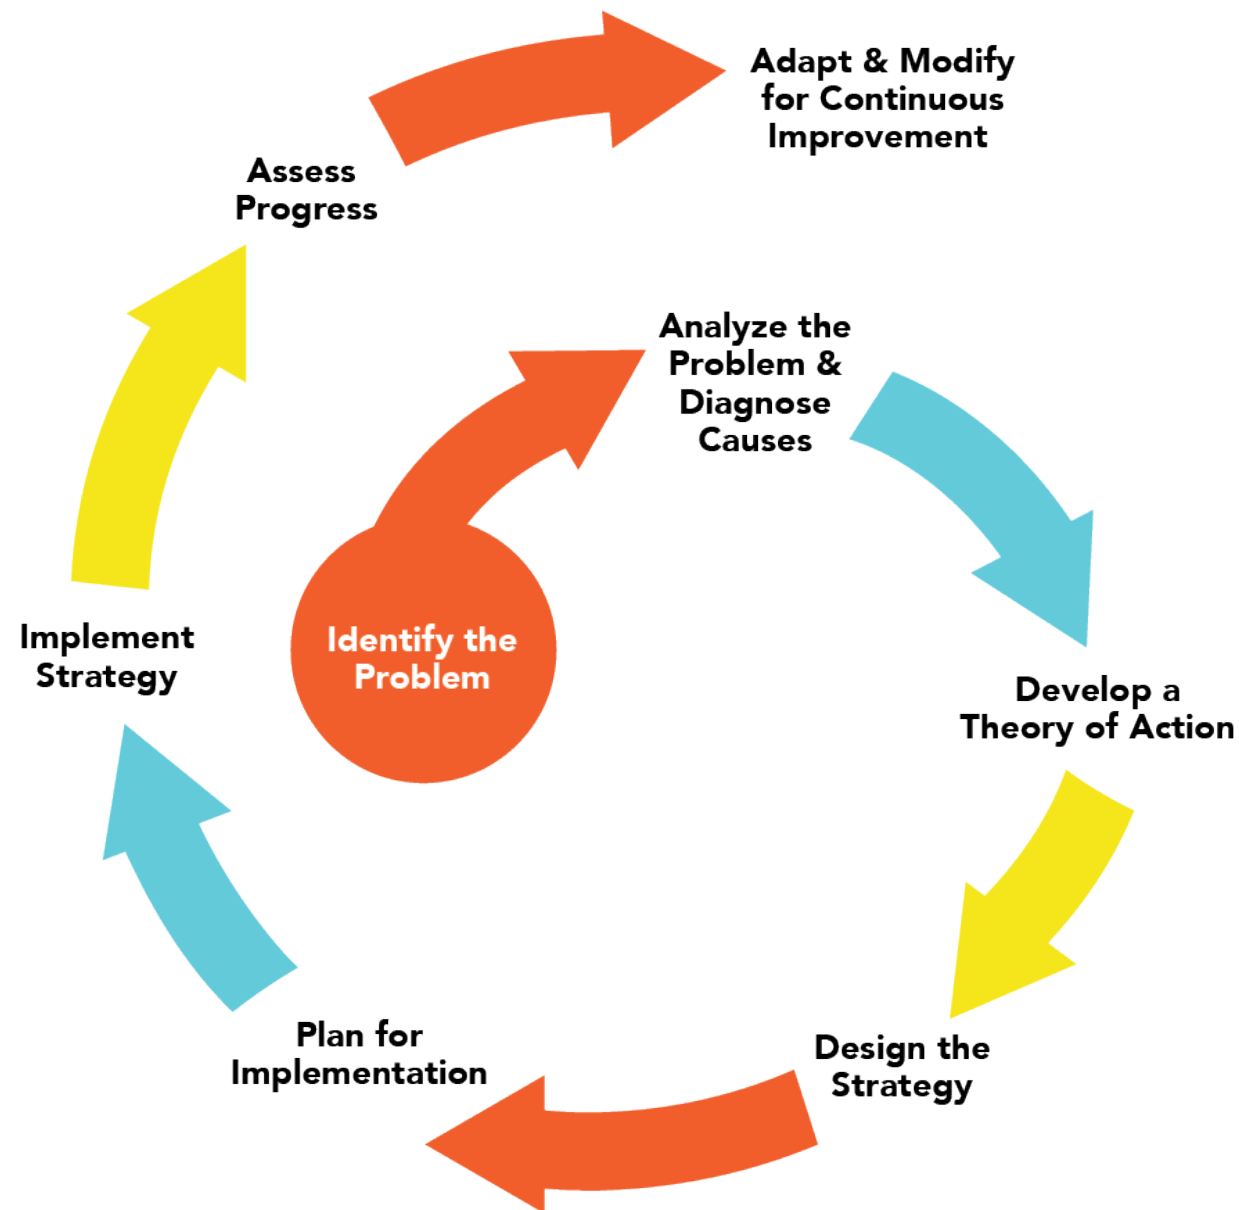 Identify the
Problem
Analyze the
Problem &
Diagnose
Causes
Develop a
Theory of Action
Design the
Strategy
Plan for
Implementation
Implement
Strategy
Assess
Progress
Adapt & Modify
for Continuous
Improvement